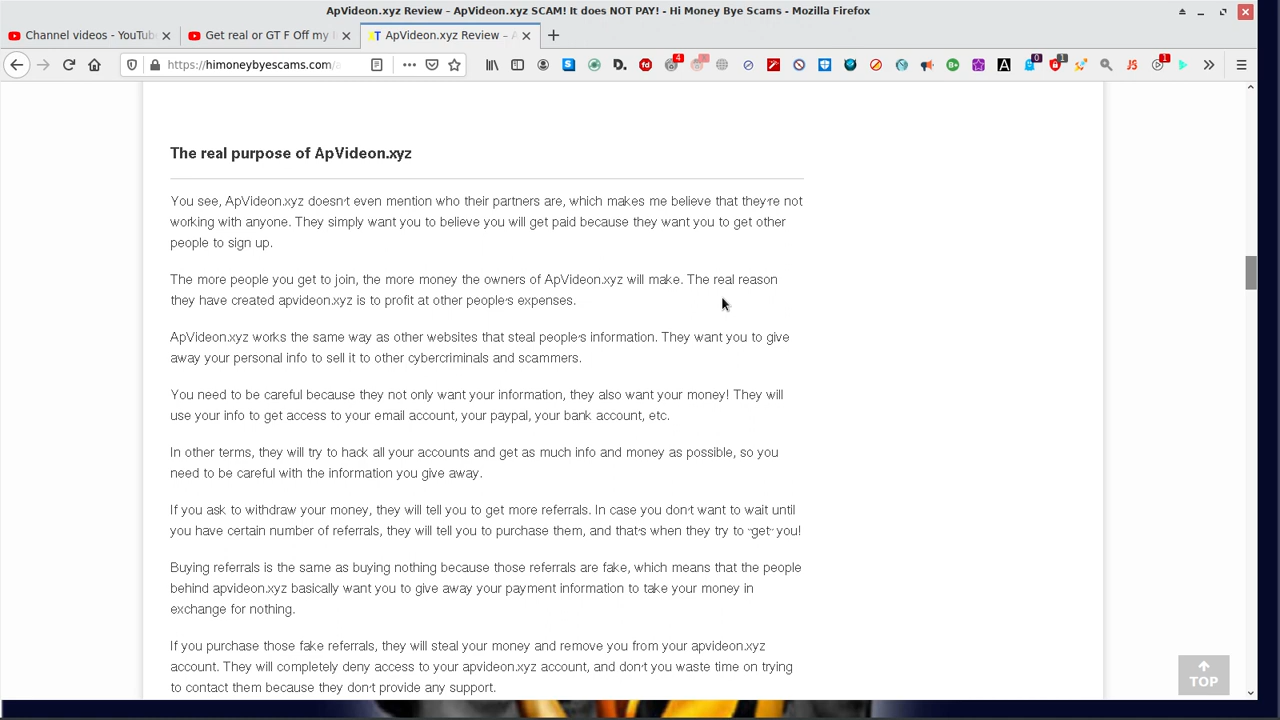 ApVideon.xyz Review - ApVideon.xyz SCAM! It does NOT PAY! - Hi Money Bye Scams - Mozilla Firefox
Channel videos - YouTub
Get real or GT F Off my l
ApVideon.xyz Review – A
https://himoneybyescams.com/a
The real purpose of ApVideon.xyz
You see, ApVideon.xyz doesn't even mention who their partners are, which makes me believe that they're not
working with anyone. They simply want you to believe you will get paid because they want you to get other
people to sign up.
The more people you get to join, the more money the owners of ApVideon.xyz will make. The real reason
they have created apvideon.xyz is to profit at other people's expenses.
ApVideon.xyz works the same way as other websites that steal people's information. They want you to give
away your personal info to sell it to other cybercriminals and scammers.
You need to be careful because they not only want your information, they also want your money! They will
use your info to get access to your email account, your paypal, your bank account, etc.
In other terms, they will try to hack all your accounts and get as much info and money as possible, so you
need to be careful with the information you give away.
If you ask to withdraw your money, they will tell you to get more referrals. In case you don't want to wait until
you have certain number of referrals, they will tell you to purchase them, and that's when they try to "get" you!
Buying referrals is the same as buying nothing because those referrals are fake, which means that the people
behind apvideon.xyz basically want you to give away your payment information to take your money in
exchange for nothing.
If you purchase those fake referrals, they will steal your money and remove you from your apvideon.xyz
account. They will completely deny access to your apvideon.xyz account, and don't you waste time on trying
to contact them because they don't provide any support.
TOP